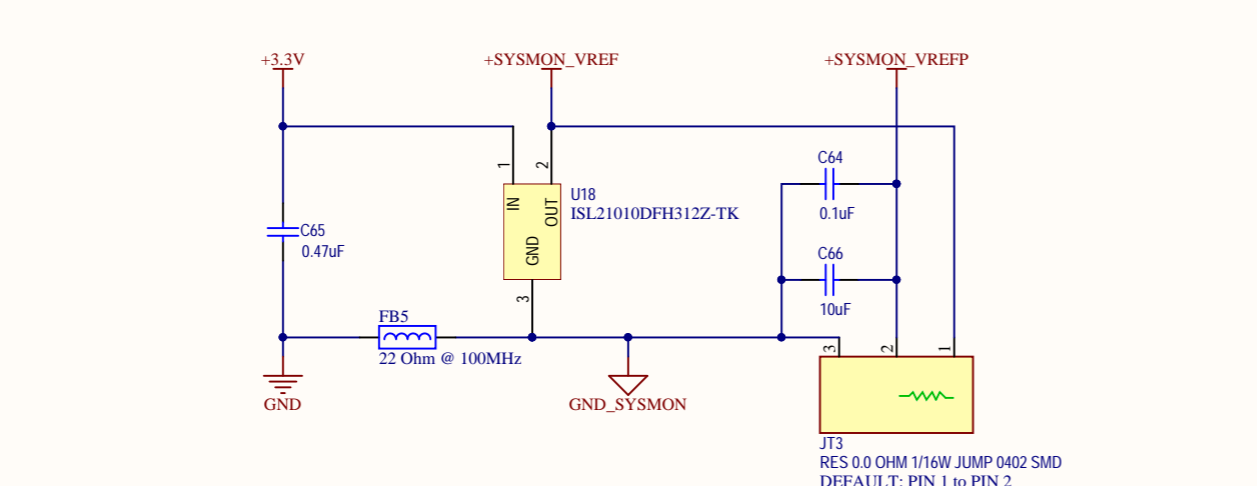 +3.3V
+SYSMON_VREF
+SYSMON_VREFP
1
2
IN
OUT
GND
3
U18
ISL21010DFH312Z-TK
C64
0.1uF
C65
0.47uF
C66
10uF
FB5
22 Ohm @ 100MHz
GND
GND_SYSMON
3
2
1
JT3
RES 0.0 OHM 1/16W JUMP 0402 SMD
DEFAULT: PIN 1 to PIN 2